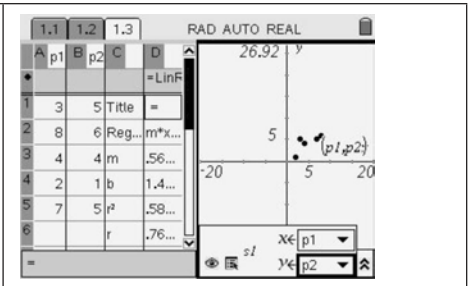 1.1 1.2 1.3 RAD AUTO REAL
A p1 B p2 C D
=LinR
1 3 5 Title =
2 8 6 Reg... m*x...
3 4 4 m .56...
4 2 1 b 1.4...
5 7 5 r² .58...
6 r .76...
=
26.92 y
5
(p1,p2)
-20 5 20
s1
x← p1
y← p2